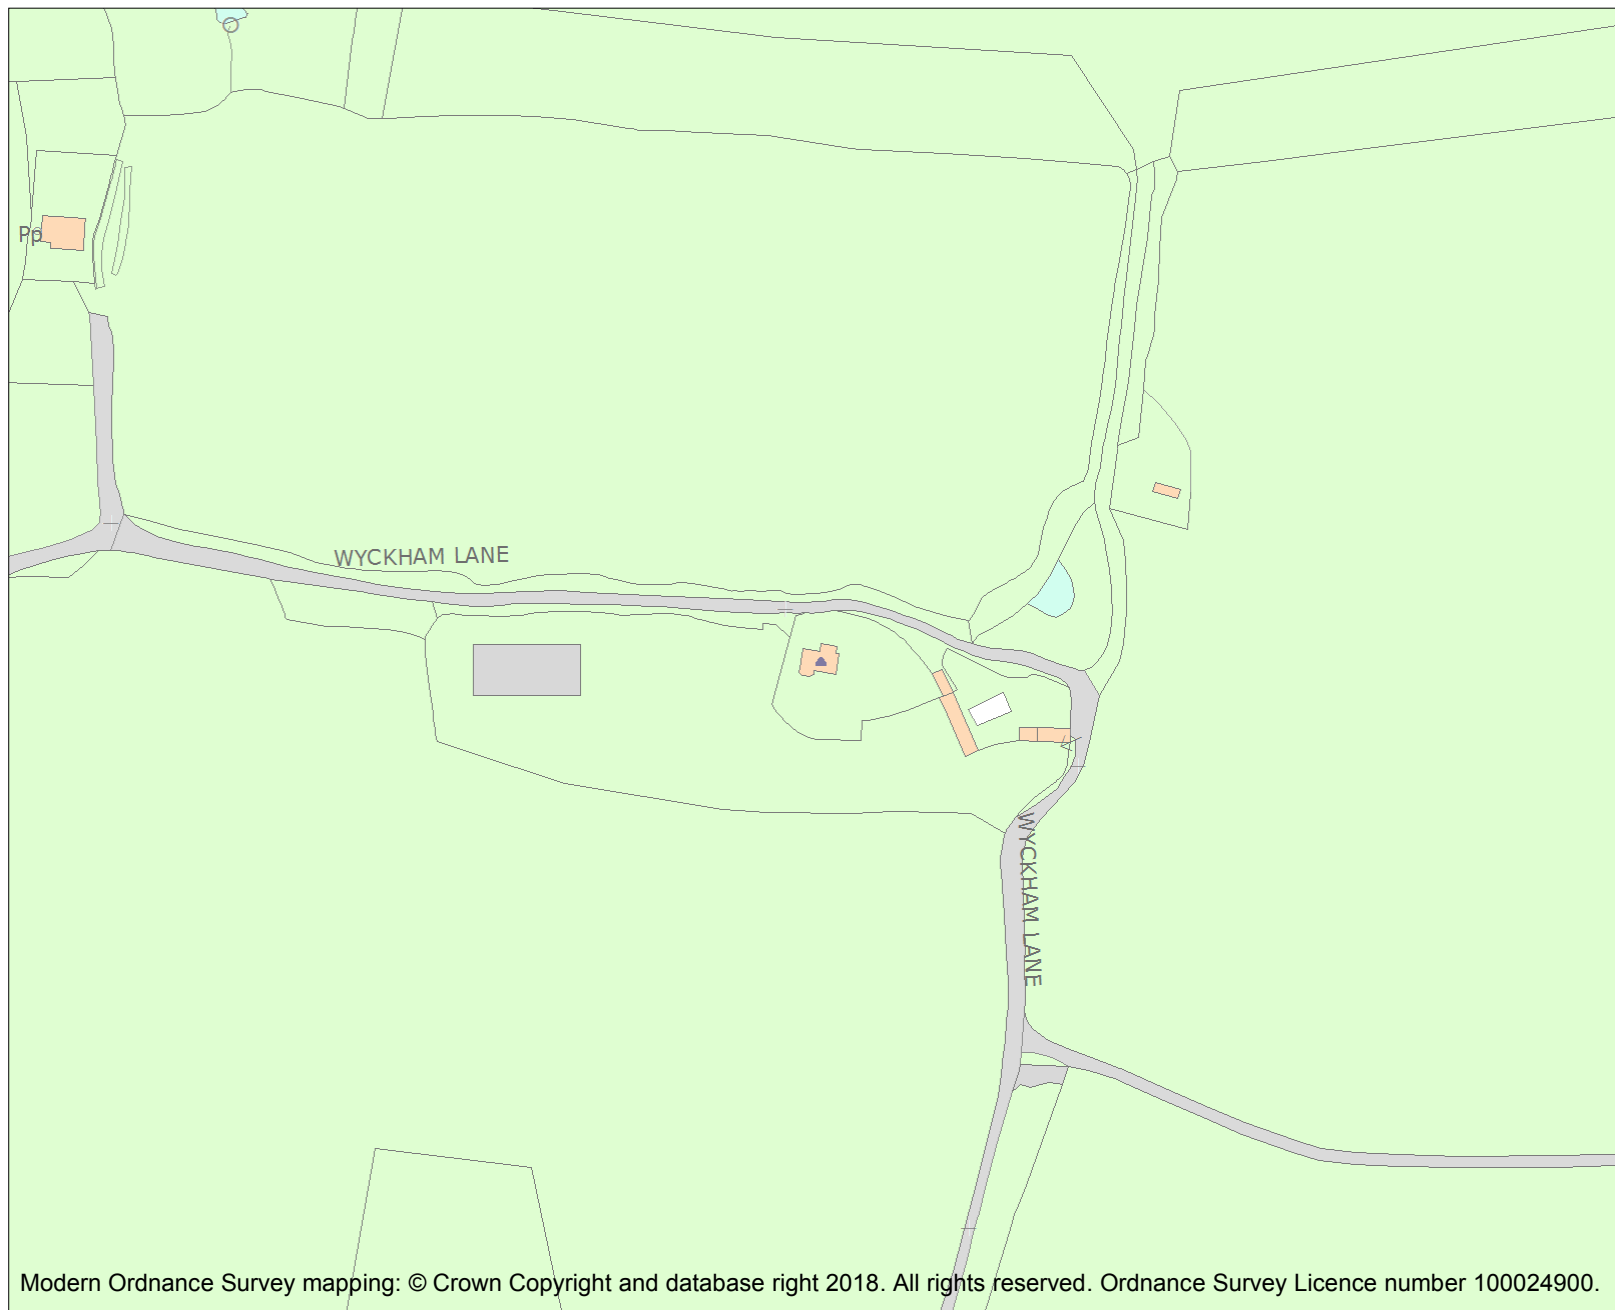 Pp
WYCKHAM LANE
WYCKHAM LANE
Modern Ordnance Survey mapping: © Crown Copyright and database right 2018. All rights reserved. Ordnance Survey Licence number 100024900.